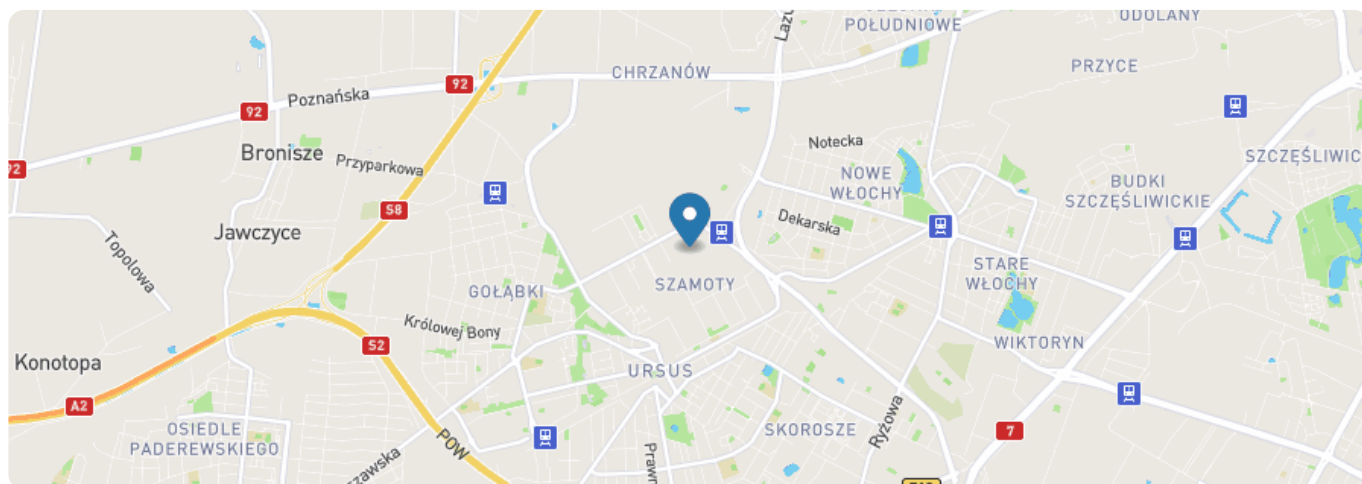 ODOLANY
POŁUDNIOWE
CHRZANÓW
PRZYCE
92
92
Poznańska
92
Notecka
Bronisze
Przyparkowa
SZCZĘŚLIWIC
NOWE
WŁOCHY
BUDKI
SZCZĘŚLIWICKIE
S8
Dekarska
Jawczyce
Topolowa
STARE
WŁOCHY
GOŁĄBKI
SZAMOTY
Królowej Bony
S2
WIKTORYN
Konotopa
URSUS
A2
Ryżowa
OSIEDLE
PADEREWSKIEGO
SKOROSZE
7
POW